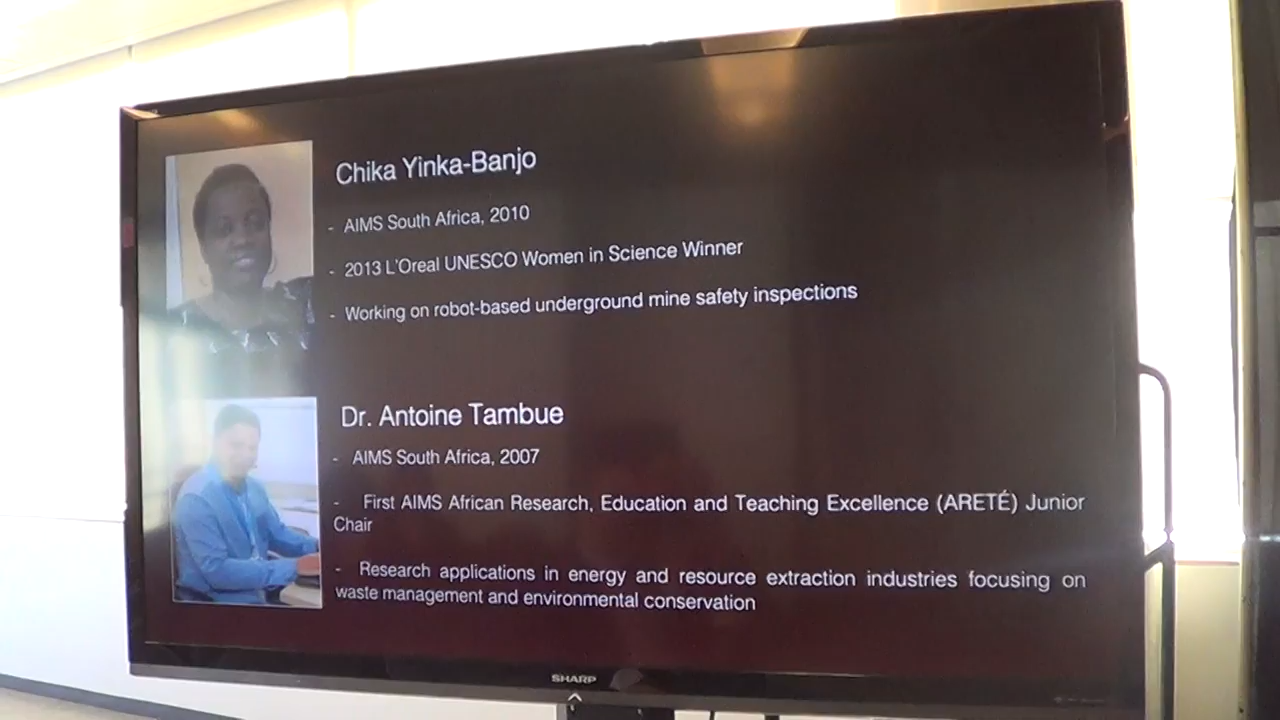 Chika Yinka-Banjo
- AIMS South Africa, 2010
- 2013 L'Oreal UNESCO Women in Science Winner
- Working on robot-based underground mine safety inspections
Dr. Antoine Tambue
- AIMS South Africa, 2007
- First AIMS African Research, Education and Teaching Excellence (ARETÉ) Junior
Chair
- Research applications in energy and resource extraction industries focusing on
waste management and environmental conservation
SHARP